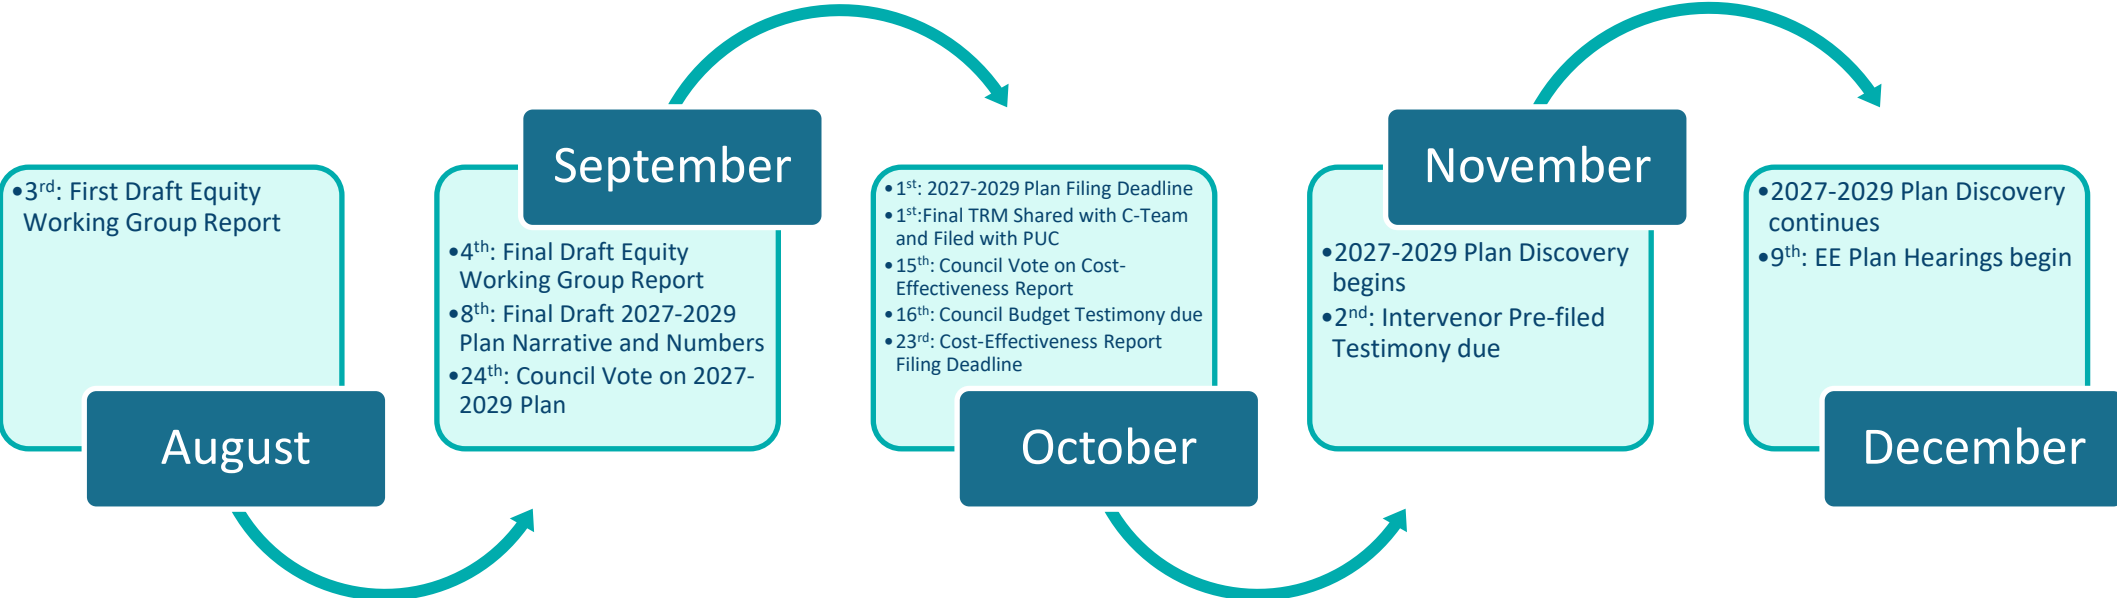 •3rd: First Draft Equity
Working Group Report
August
September
•4th: Final Draft Equity
Working Group Report
•8th: Final Draft 2027-2029
Plan Narrative and Numbers
•24th: Council Vote on 2027-
2029 Plan
•1st: 2027-2029 Plan Filing Deadline
•1st:Final TRM Shared with C-Team
and Filed with PUC
•15th: Council Vote on Cost-
Effectiveness Report
•16th: Council Budget Testimony due
•23rd: Cost-Effectiveness Report
Filing Deadline
October
November
•2027-2029 Plan Discovery
begins
•2nd: Intervenor Pre-filed
Testimony due
•2027-2029 Plan Discovery
continues
•9th: EE Plan Hearings begin
December